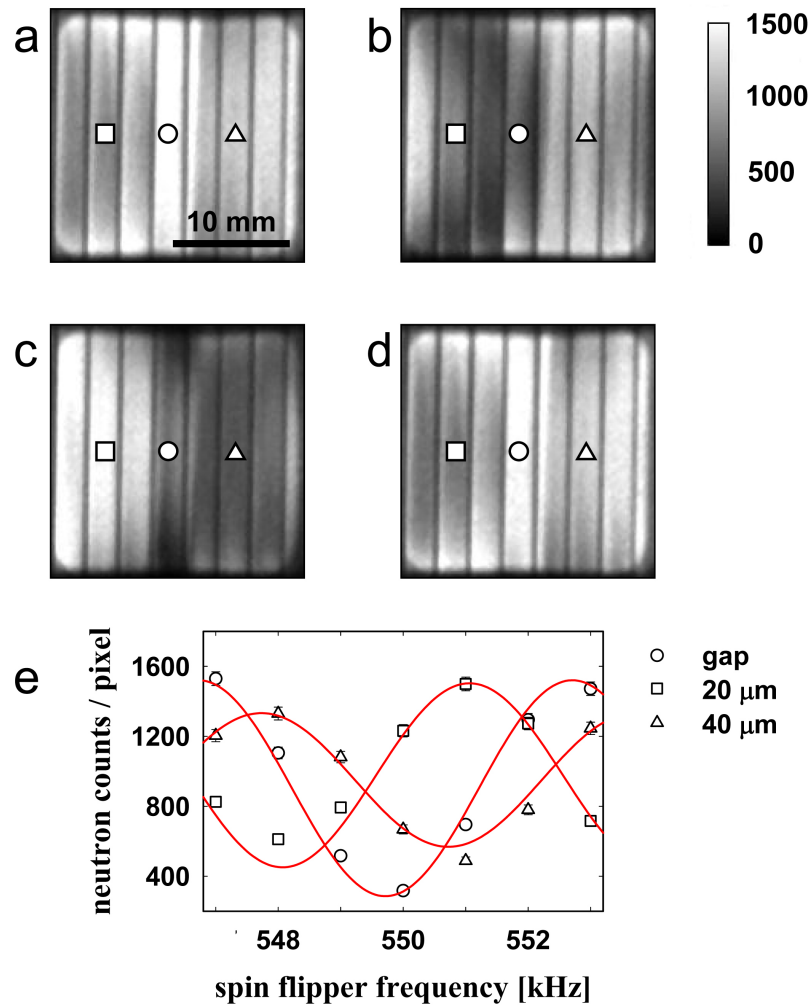 a
b
1500
1000
500
0
10 mm
c
d
e
neutron counts / pixel
1600
1200
800
400
548
550
552
spin flipper frequency [kHz]
gap
20 μm
40 μm